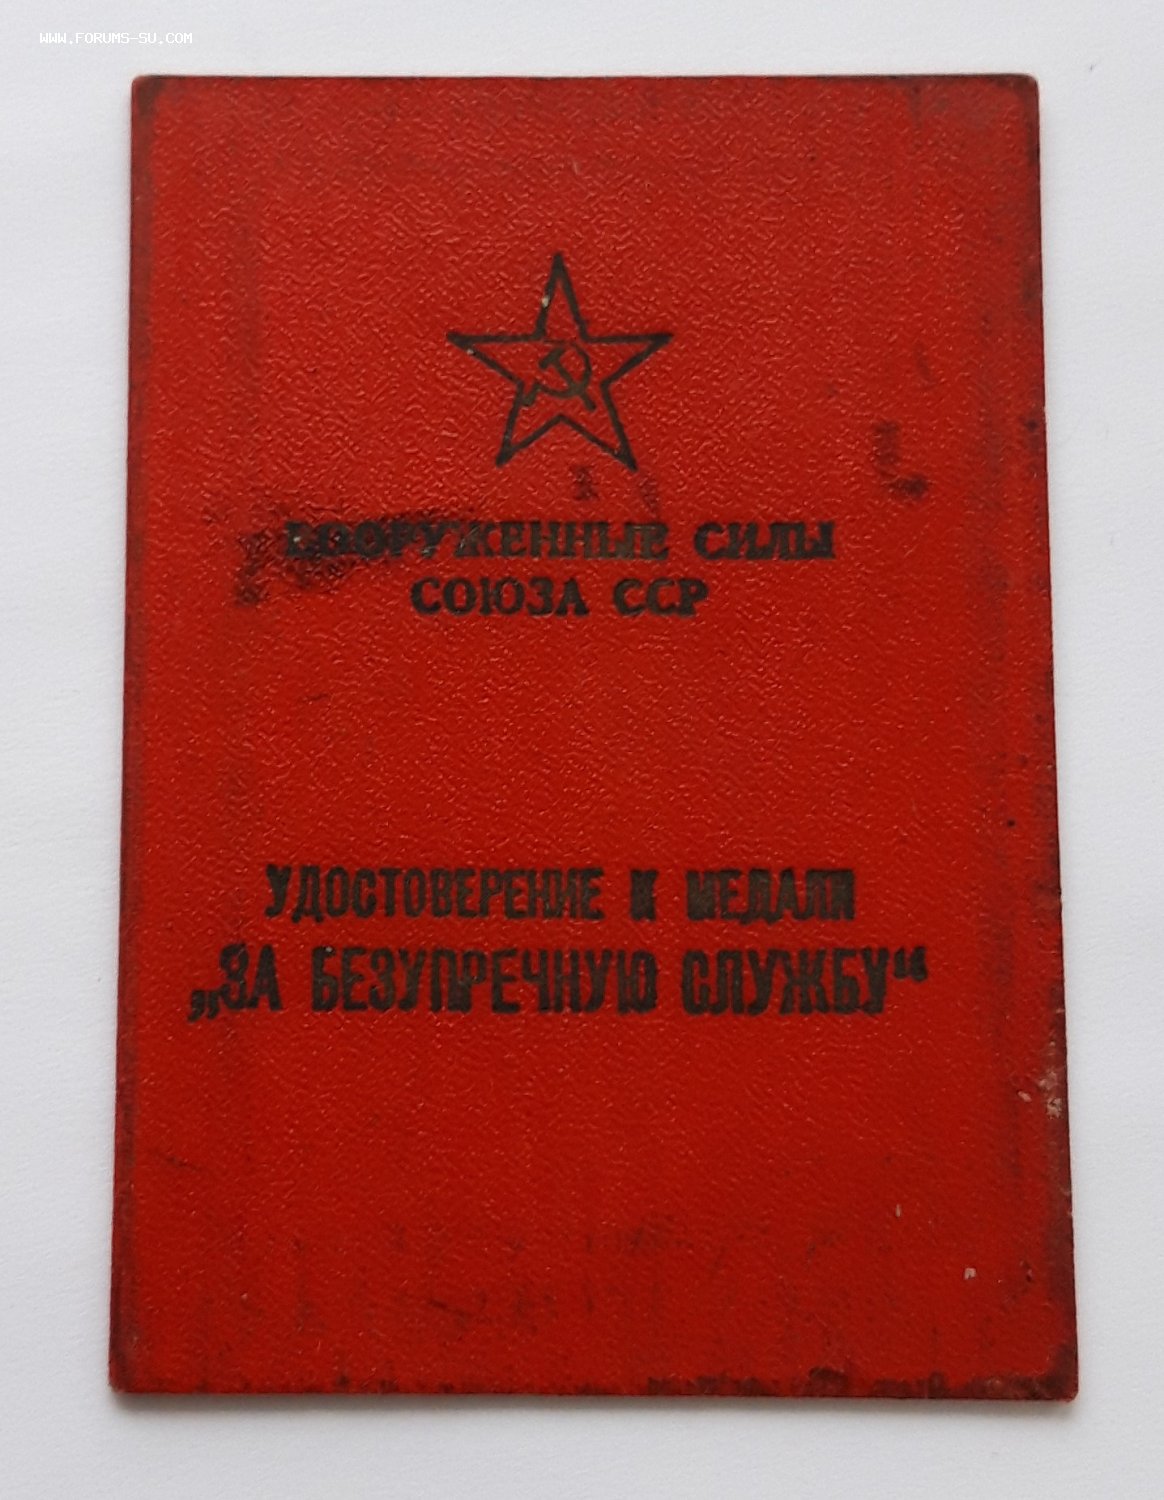 WWW.FORUMS-SU.COM
ВООРУЖЕННЫЕ СИЛЫ
СОЮЗА ССР
УДОСТОВЕРЕНИЕ К МЕДАЛИ
„ЗА БЕЗУПРЕЧНУЮ СЛУЖБУ“